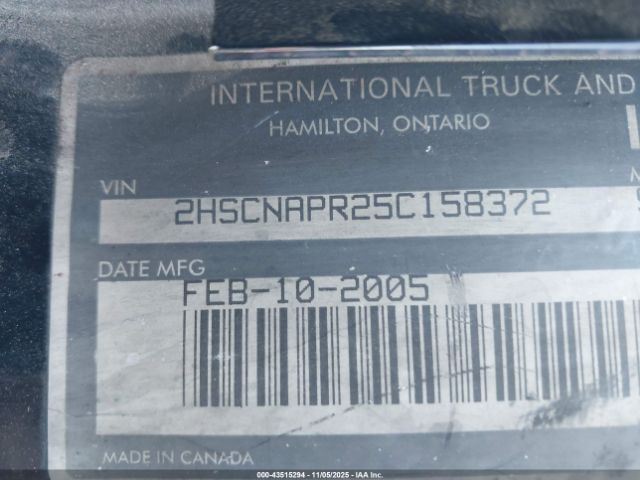 INTERNATIONAL TRUCK AND
HAMILTON, ONTARIO
VIN
2HSCNAPR25C158372
DATE MFG
FEB-10-2005
MADE IN CANADA
000-43515294 - 11/05/2025 - IAA Inc.